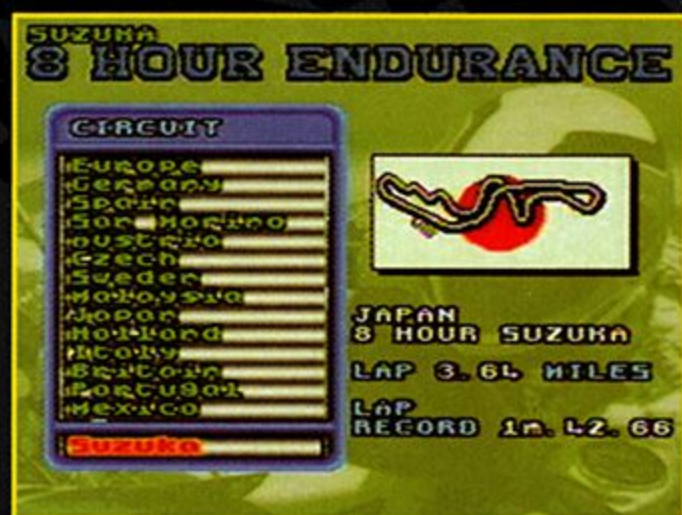 SUZUKA
8 HOUR ENDURANCE
CIRCUIT
Europe
Germany
Spain
San Marino
Austria
Czech
Sweden
Malaysia
Japan
Holland
Italy
Britain
Portugal
Mexico
Suzuka
JAPAN
8 HOUR SUZUKA
LAP 3.64 MILES
LAP
RECORD 1m.42.66